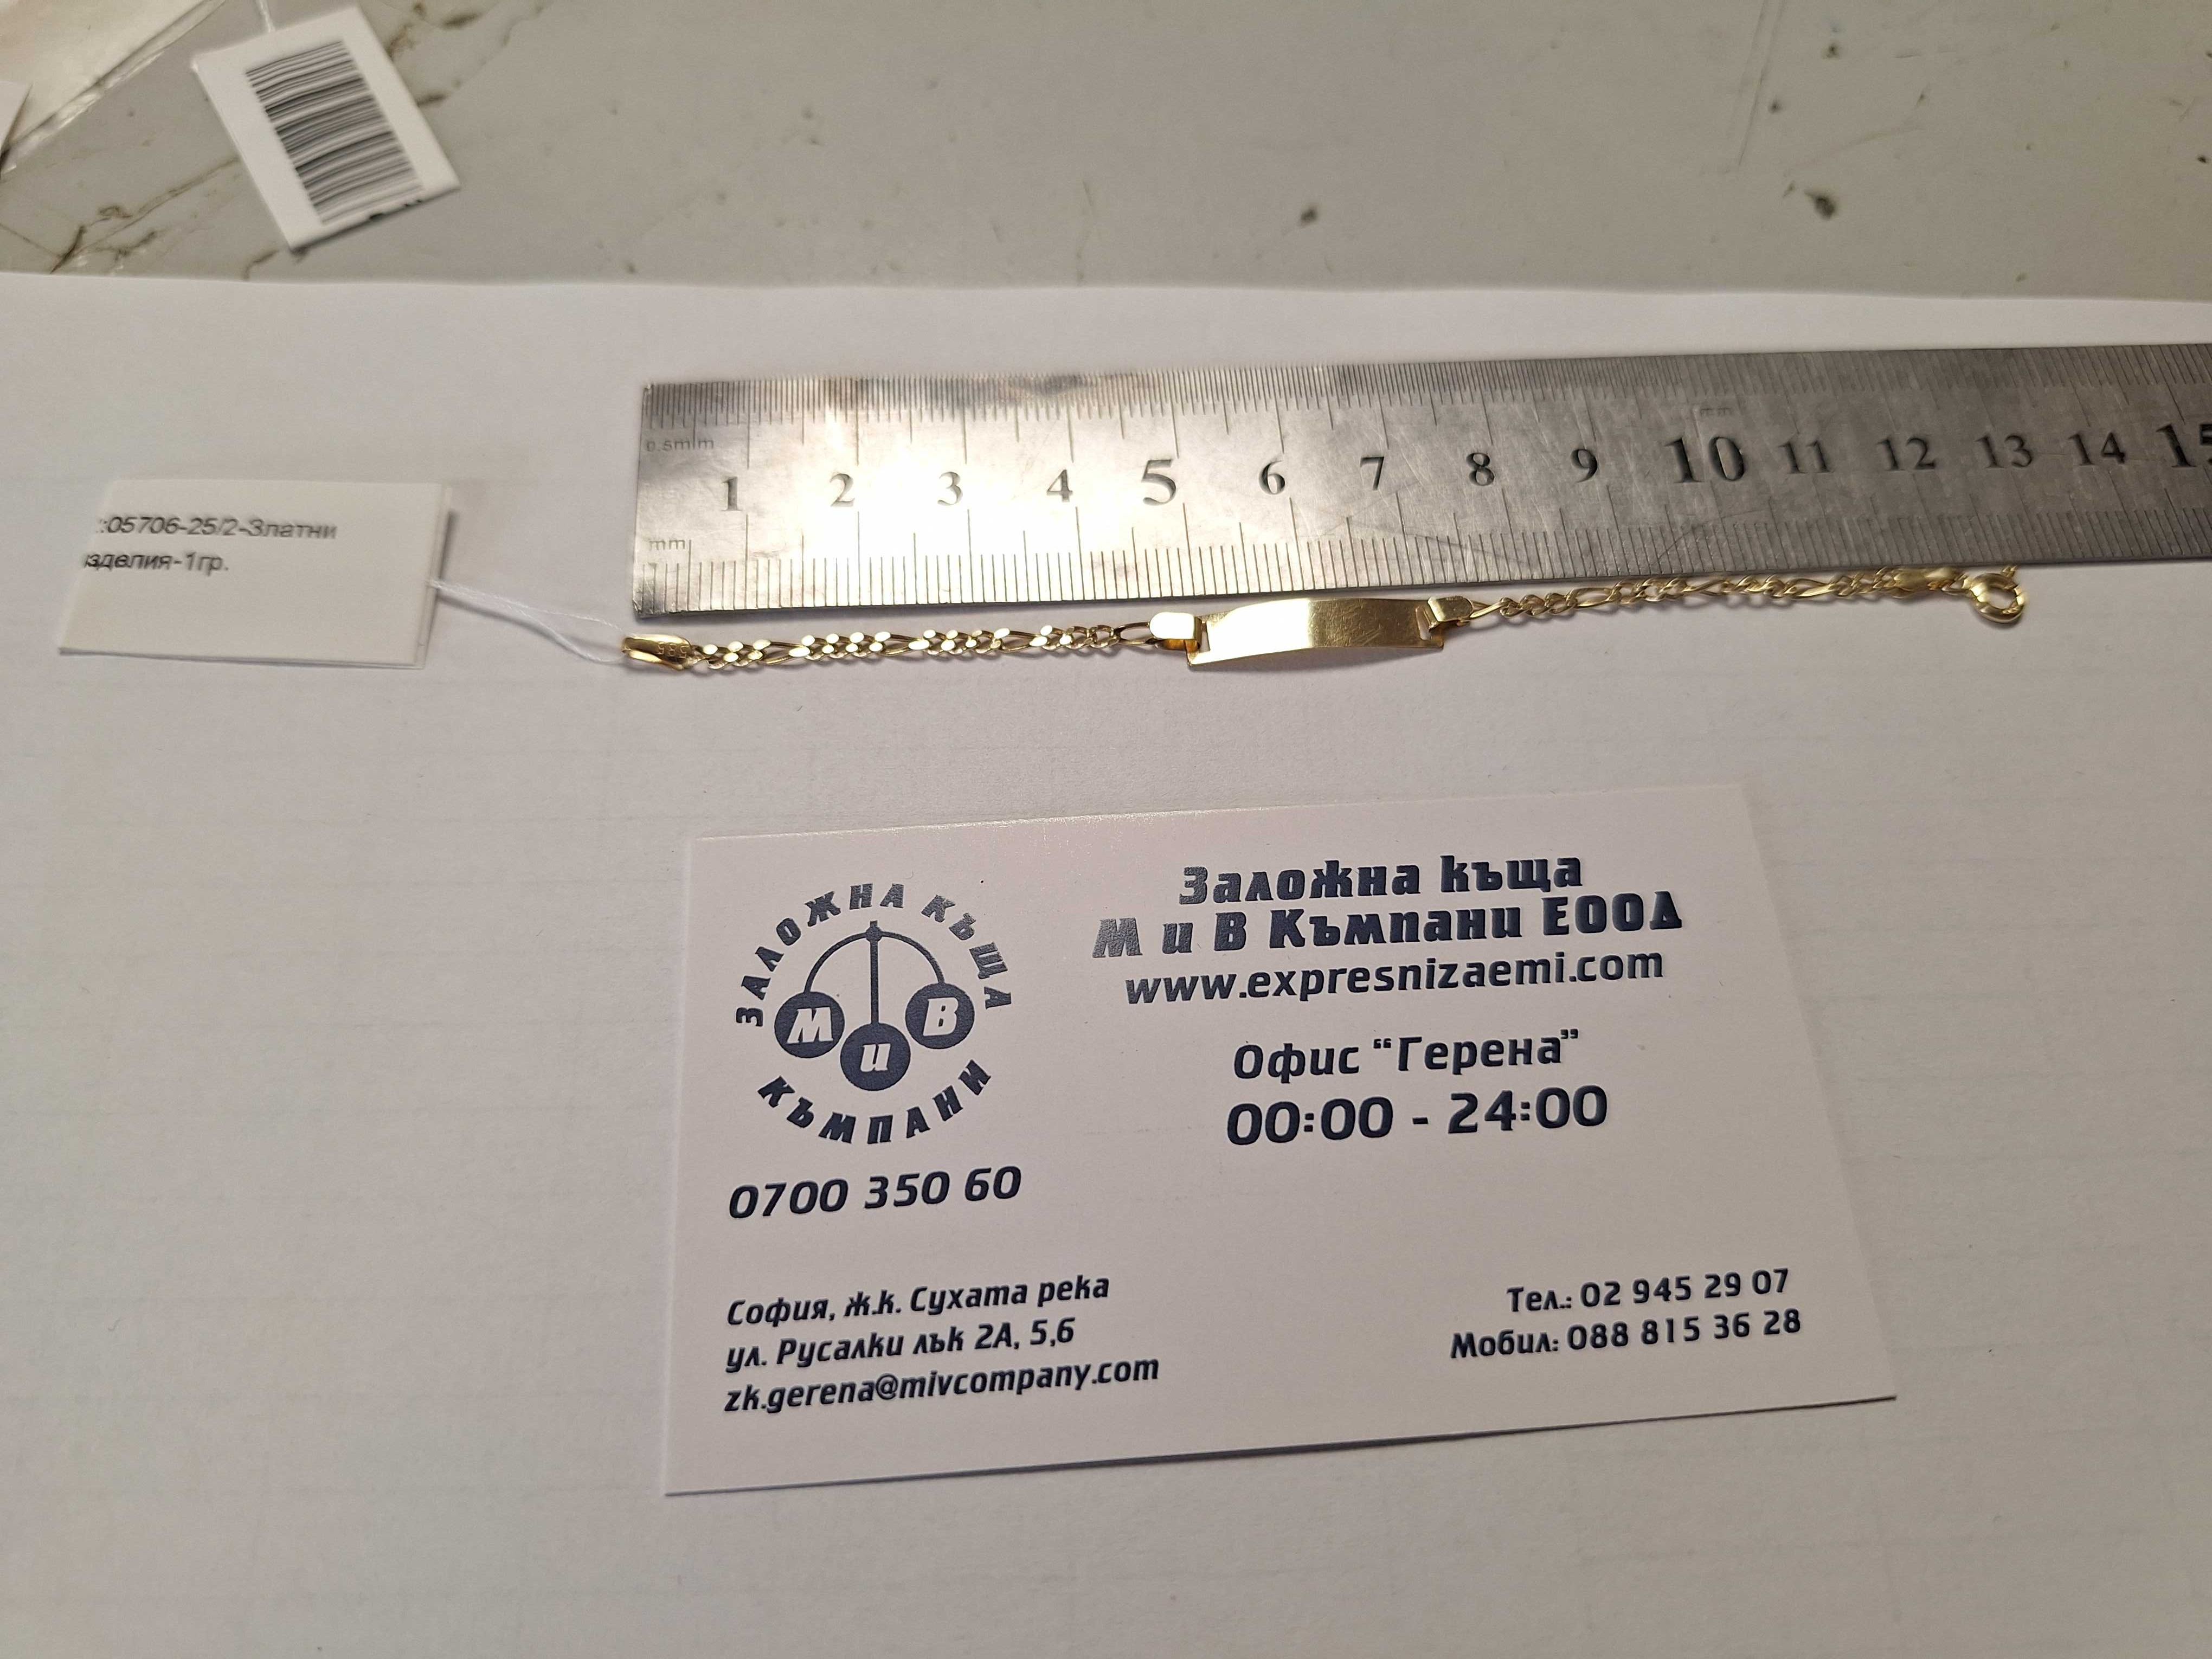 0.5mm
mm
1 2 3 4 5 6 7 8 9 10 11 12 13 14 15
mm
:05706-25/2-Златни
изделия-1гр.
585
ЗАЛОЖНА КЪЩА
М и В
КЪМПАНИ
0700 350 60
Заложна къща
М и В Къмпани ЕООД
www.expresnizaemi.com
Офис “Герена”
00:00 - 24:00
София, ж.к. Сухата река
ул. Русалки лък 2А, 5,6
zk.gerena@mivcompany.com
Тел.: 02 945 29 07
Мобил: 088 815 36 28